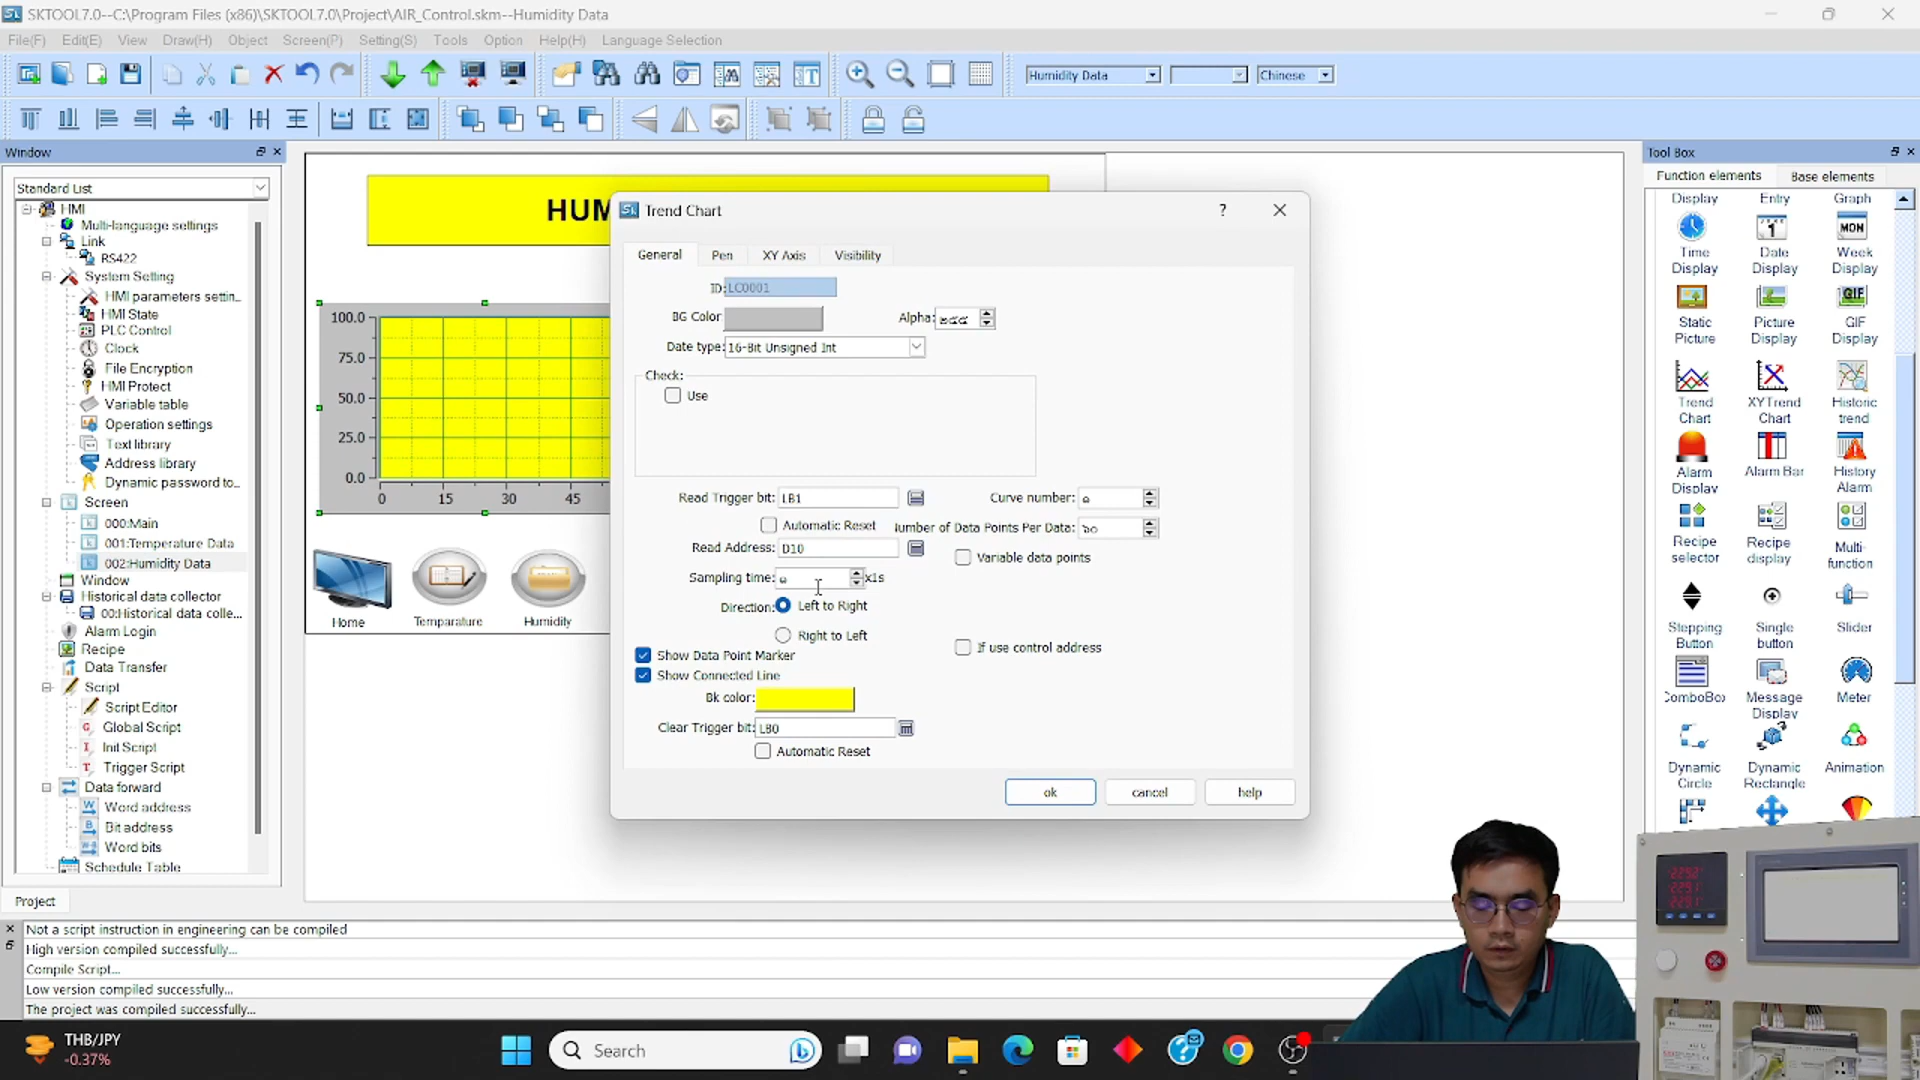 SKTOOL7.0--C:\Program Files (x86)\SKTOOL7.0\Project\AIR_Control.skm--Humidity Data
File(F) Edit(E) View Draw(H) Object Screen(P) Setting(S) Tools Option Help(H) Language Selection
Humidity Data Chinese
Window
Standard List
HMI
Multi-language settings
Link
RS422
System Setting
HMI parameters settin...
HMI State
PLC Control
Clock
File Encryption
HMI Protect
Variable table
Operation settings
Text library
Address library
Dynamic password to...
Screen
000:Main
001:Temperature Data
002:Humidity Data
Window
Historical data collector
00:Historical data colle...
Alarm Login
Recipe
Data Transfer
Script
Script Editor
Global Script
Init Script
Trigger Script
Data forward
Word address
Bit address
Word bits
Schedule Table
Project
HUM
100.0
75.0
50.0
25.0
0.0
0 15 30 45
Home Temparature Humidity
Trend Chart ?
General Pen XY Axis Visibility
ID: LC0001
BG Color Alpha: ๒๕๕
Date type: 16-Bit Unsigned Int
Check:
Use
Read Trigger bit: LB1 Curve number: ๑
Automatic Reset Number of Data Points Per Data: ๖๐
Read Address: D10 Variable data points
Sampling time: ๑ x1s
Direction: Left to Right
Right to Left If use control address
Show Data Point Marker
Show Connected Line
Bk color:
Clear Trigger bit: LB0
Automatic Reset
ok cancel help
Tool Box
Function elements Base elements
Display Entry Graph
MON
Time Display Date Display Week Display
GIF
Static Picture Picture Display GIF Display
Trend Chart XYTrend Chart Historic trend
Alarm Display Alarm Bar History Alarm
Recipe selector Recipe display Multi-function
Stepping Button Single button Slider
ComboBox Message Display Meter
Dynamic Circle Dynamic Rectangle Animation
Not a script instruction in engineering can be compiled
High version compiled successfully...
Compile Script...
Low version compiled successfully...
The project was compiled successfully...
THB/JPY
-0.37%
Search